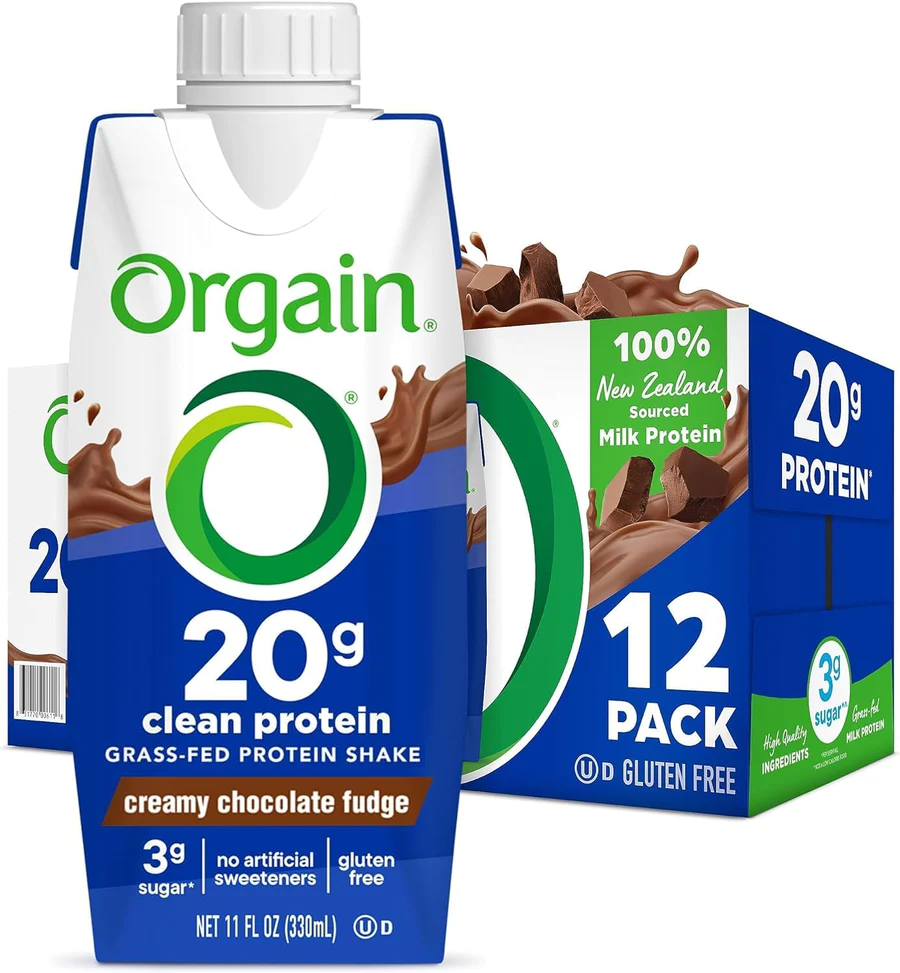 Orgain®
®
20g
clean protein
GRASS-FED PROTEIN SHAKE
creamy chocolate fudge
3g
sugar*
no artificial
sweeteners
gluten
free
NET 11 FL OZ (330mL) U D
100%
New Zealand
Sourced
Milk Protein
®
12
PACK
U D GLUTEN FREE
20g
PROTEIN*
3g
sugar**
High Quality
INGREDIENTS
Grass-fed
MILK PROTEIN
20